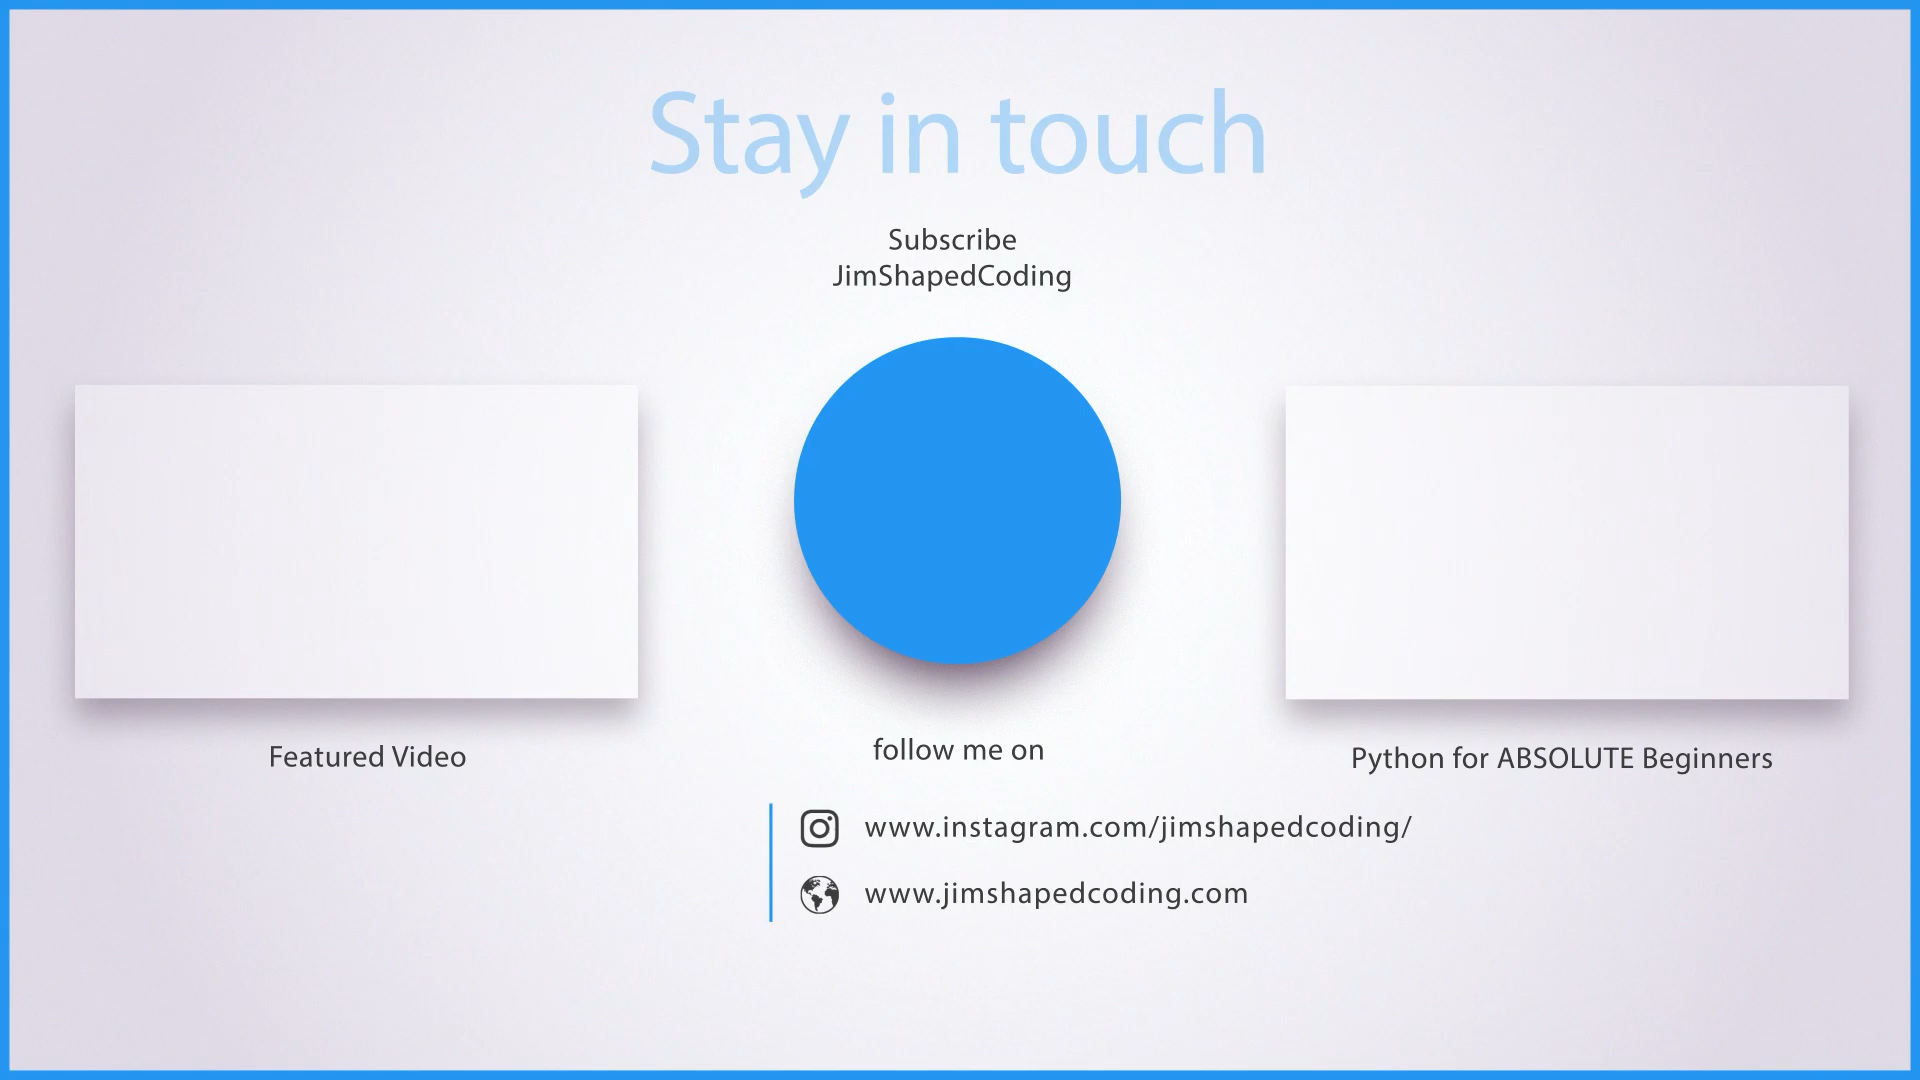 Stay in touch
Subscribe
JimShapedCoding
Featured Video
follow me on
Python for ABSOLUTE Beginners
www.instagram.com/jimshapedcoding/
www.jimshapedcoding.com